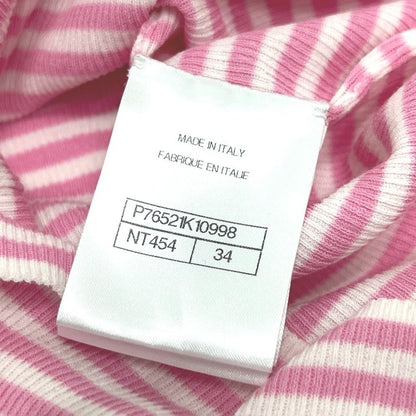 MADE IN ITALY
FABRIQUE EN ITALIE
P76521K10998
NT454 34